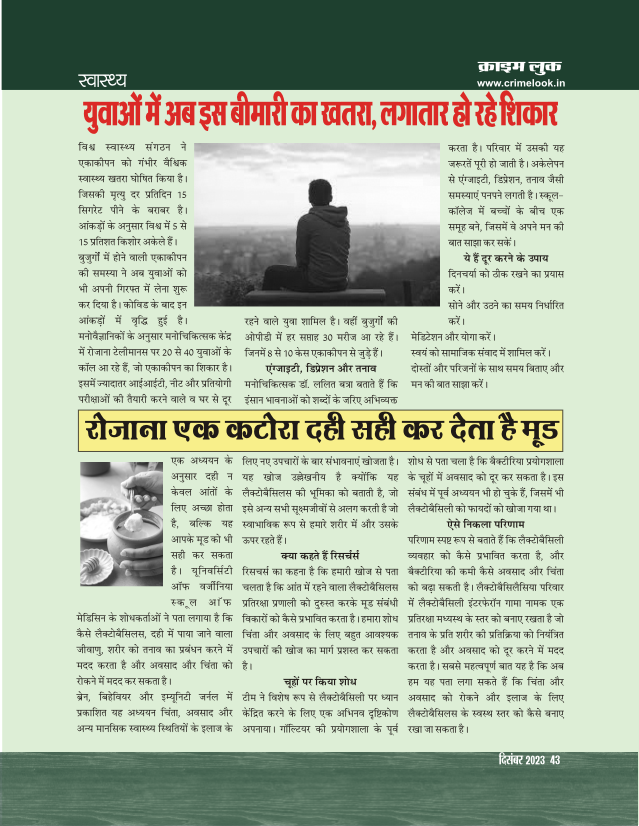 स्वास्थ्य
क्राइम लुक
www.crimelook.in
युवाओं में अब इस बीमारी का खतरा, लगातार हो रहे शिकार
विश्व स्वास्थ्य संगठन ने
एकाकीपन को गंभीर वैश्विक
स्वास्थ्य खतरा घोषित किया है।
जिसकी मृत्यु दर प्रतिदिन 15
सिगरेट पीने के बराबर है।
आंकड़ों के अनुसार विश्व में 5 से
15 प्रतिशत किशोर अकेले हैं।
बुजुर्गों में होने वाली एकाकीपन
की समस्या ने अब युवाओं को
भी अपनी गिरफ्त में लेना शुरू
कर दिया है। कोविड के बाद इन
आंकड़ों में वृद्धि हुई है।
मनोवैज्ञानिकों के अनुसार मनोचिकित्सक केंद्र
में रोजाना टेलीमानस पर 20 से 40 युवाओं के
कॉल आ रहे हैं, जो एकाकीपन का शिकार है।
इसमें ज्यादातर आईआईटी, नीट और प्रतियोगी
परीक्षाओं की तैयारी करने वाले व घर से दूर
रहने वाले युवा शामिल है। वहीं बुजुर्गों की
ओपीडी में हर सप्ताह 30 मरीज आ रहे हैं।
जिनमें 8 से 10 केस एकाकीपन से जुड़े हैं।
एंग्जाइटी, डिप्रेशन और तनाव
मनोचिकित्सक डॉ. ललित बत्रा बताते हैं कि
इंसान भावनाओं को शब्दों के जरिए अभिव्यक्त
करता है। परिवार में उसकी यह
जरूरतें पूरी हो जाती है। अकेलेपन
से एंग्जाइटी, डिप्रेशन, तनाव जैसी
समस्याएं पनपने लगती है। स्कूल-
कॉलेज में बच्चों के बीच एक
समूह बने, जिसमें वे अपने मन की
बात साझा कर सकें।
ये हैं दूर करने के उपाय
दिनचर्या को ठीक रखने का प्रयास
करें।
सोने और उठने का समय निर्धारित
करें।
मेडिटेशन और योगा करें।
स्वयं को सामाजिक संवाद में शामिल करें।
दोस्तों और परिजनों के साथ समय बिताए और
मन की बात साझा करें।
रोजाना एक कटोरा दही सही कर देता है मूड
एक अध्ययन के
अनुसार दही न
केवल आंतों के
लिए अच्छा होता
है, बल्कि यह
आपके मूड को भी
सही कर सकता
है। यूनिवर्सिटी
ऑफ वर्जीनिया
स्कूल ऑफ
मेडिसिन के शोधकर्ताओं ने पता लगाया है कि
कैसे लैक्टोबैसिलस, दही में पाया जाने वाला
जीवाणु, शरीर को तनाव का प्रबंधन करने में
मदद करता है और अवसाद और चिंता को
रोकने में मदद कर सकता है।
ब्रेन, बिहेवियर और इम्यूनिटी जर्नल में
प्रकाशित यह अध्ययन चिंता, अवसाद और
अन्य मानसिक स्वास्थ्य स्थितियों के इलाज के
लिए नए उपचारों के बार संभावनाएं खोजता है।
यह खोज उल्लेखनीय है क्योंकि यह
लैक्टोबैसिलस की भूमिका को बताती है, जो
इसे अन्य सभी सूक्ष्मजीवों से अलग करती है जो
स्वाभाविक रूप से हमारे शरीर में और उसके
ऊपर रहते हैं।
क्या कहते हैं रिसर्चर्स
रिसचर्स का कहना है कि हमारी खोज से पता
चलता है कि आंत में रहने वाला लैक्टोबैसिलस
प्रतिरक्षा प्रणाली को दुरुस्त करके मूड संबंधी
विकारों को कैसे प्रभावित करता है। हमारा शोध
चिंता और अवसाद के लिए बहुत आवश्यक
उपचारों की खोज का मार्ग प्रशस्त कर सकता
है।
चूहों पर किया शोध
टीम ने विशेष रूप से लैक्टोबैसिली पर ध्यान
केंद्रित करने के लिए एक अभिनव दृष्टिकोण
अपनाया। गॉल्टियर की प्रयोगशाला के पूर्व
शोध से पता चला है कि बैक्टीरिया प्रयोगशाला
के चूहों में अवसाद को दूर कर सकता है। इस
संबंध में पूर्व अध्ययन भी हो चुके हैं, जिसमें भी
लैक्टोबैसिली को फायदों को खोजा गया था।
ऐसे निकला परिणाम
परिणाम स्पष्ट रूप से बताते हैं कि लैक्टोबैसिली
व्यवहार को कैसे प्रभावित करता है, और
बैक्टीरिया की कमी कैसे अवसाद और चिंता
को बढ़ा सकती है। लैक्टोबैसिलैसिया परिवार
में लैक्टोबैसिली इंटरफेरॉन गामा नामक एक
प्रतिरक्षा मध्यस्थ के स्तर को बनाए रखता है जो
तनाव के प्रति शरीर की प्रतिक्रिया को नियंत्रित
करता है और अवसाद को दूर करने में मदद
करता है। सबसे महत्वपूर्ण बात यह है कि अब
हम यह पता लगा सकते हैं कि चिंता और
अवसाद को रोकने और इलाज के लिए
लैक्टोबैसिलस के स्वस्थ स्तर को कैसे बनाए
रखा जा सकता है।
दिसंबर 2023 43